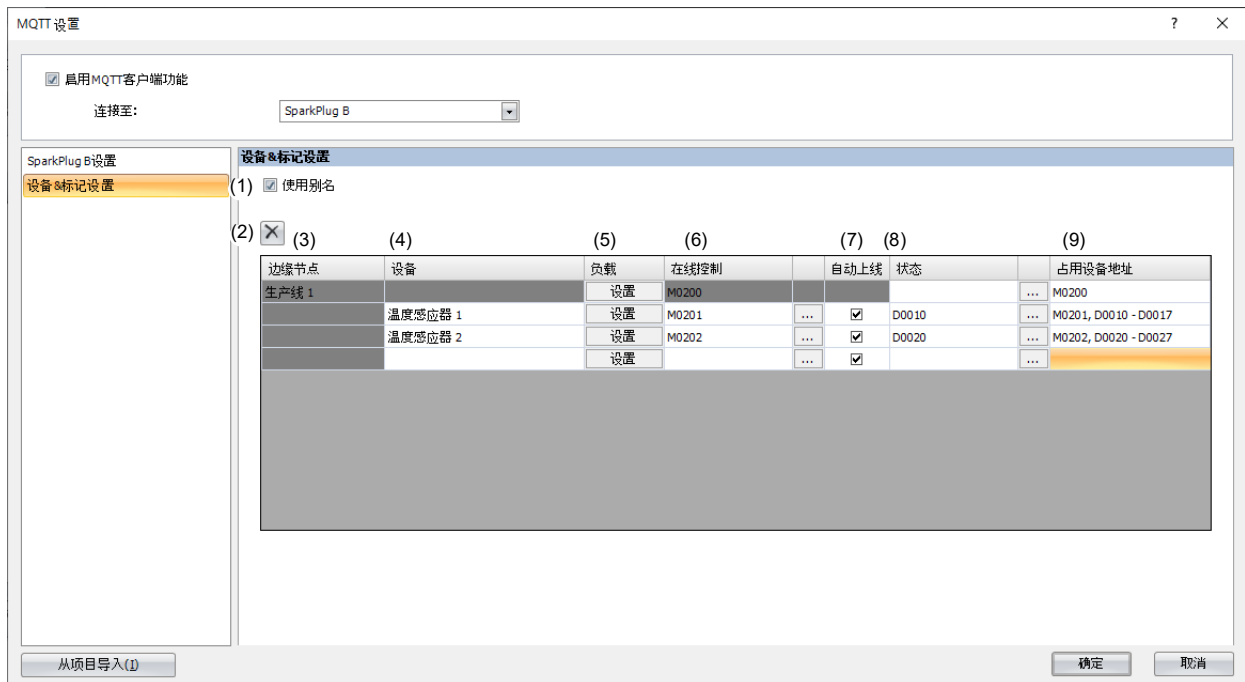 MQTT 设置 ? ×
启用MQTT客户端功能
连接至: SparkPlug B
SparkPlug B设置
设备&标记设置
设备&标记设置
(1) 使用别名
(2) (3) (4) (5) (6) (7) (8) (9)
边缘节点 设备 负载 在线控制 自动上线 状态 占用设备地址
生产线 1 设置 M0200 ... M0200
温度感应器 1 设置 M0201 ... D0010 ... M0201, D0010 - D0017
温度感应器 2 设置 M0202 ... D0020 ... M0202, D0020 - D0027
设置 ... ...
从项目导入(I) 确定 取消